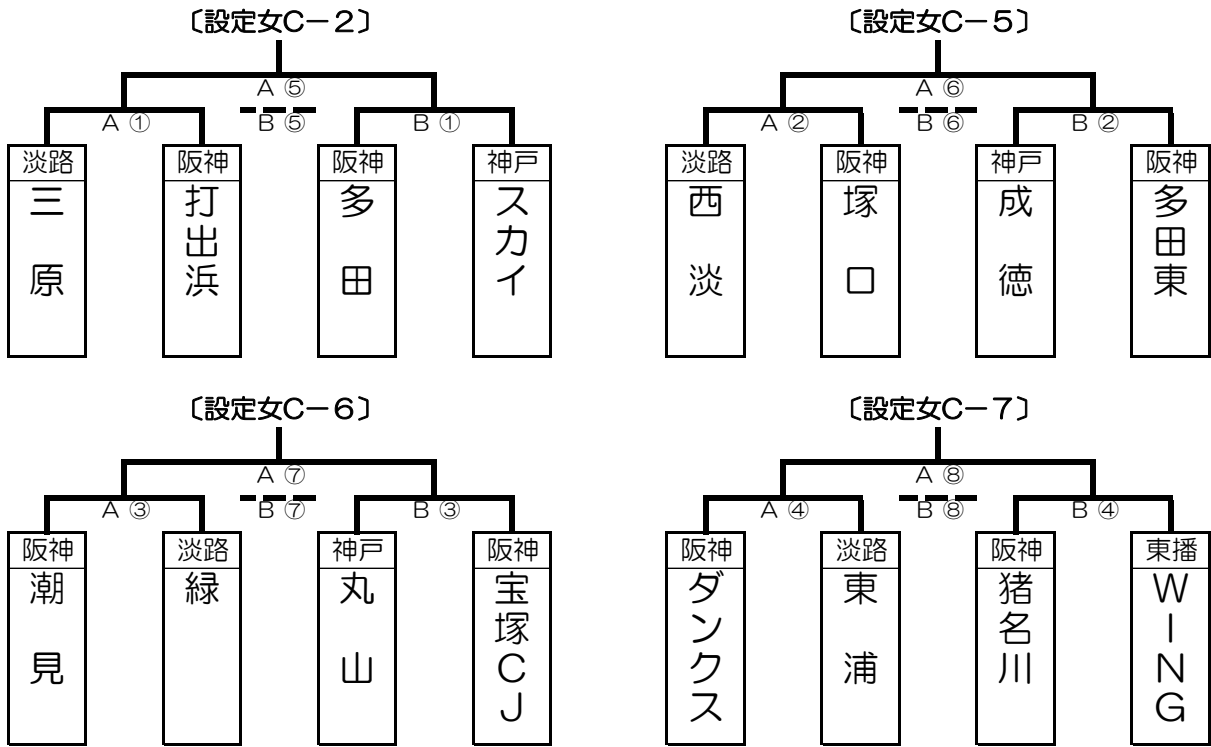 〔設定女C－2〕
A ⑤
A ①
B ⑤
B ①
淡路
阪神
阪神
神戸
三原
打出浜
多田
スカイ
〔設定女C－5〕
A ⑥
A ②
B ⑥
B ②
淡路
阪神
神戸
阪神
西淡
塚口
成徳
多田東
〔設定女C－6〕
A ⑦
A ③
B ⑦
B ③
阪神
淡路
神戸
阪神
潮見
緑
丸山
宝塚CJ
〔設定女C－7〕
A ⑧
A ④
B ⑧
B ④
阪神
淡路
阪神
東播
ダンクス
東浦
猪名川
WING